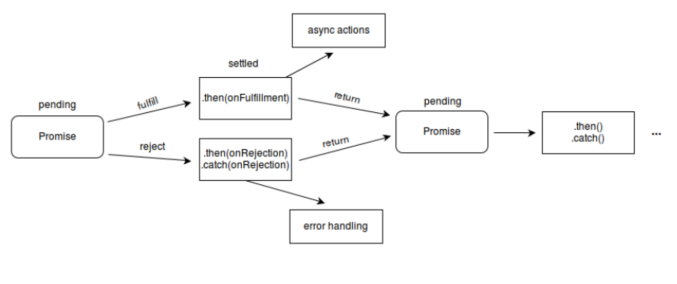 async actions
settled
pending
fulfill
.then(onFulfillment)
return
pending
Promise
reject
.then(onRejection)
.catch(onRejection)
return
Promise
.then()
.catch()
...
error handling